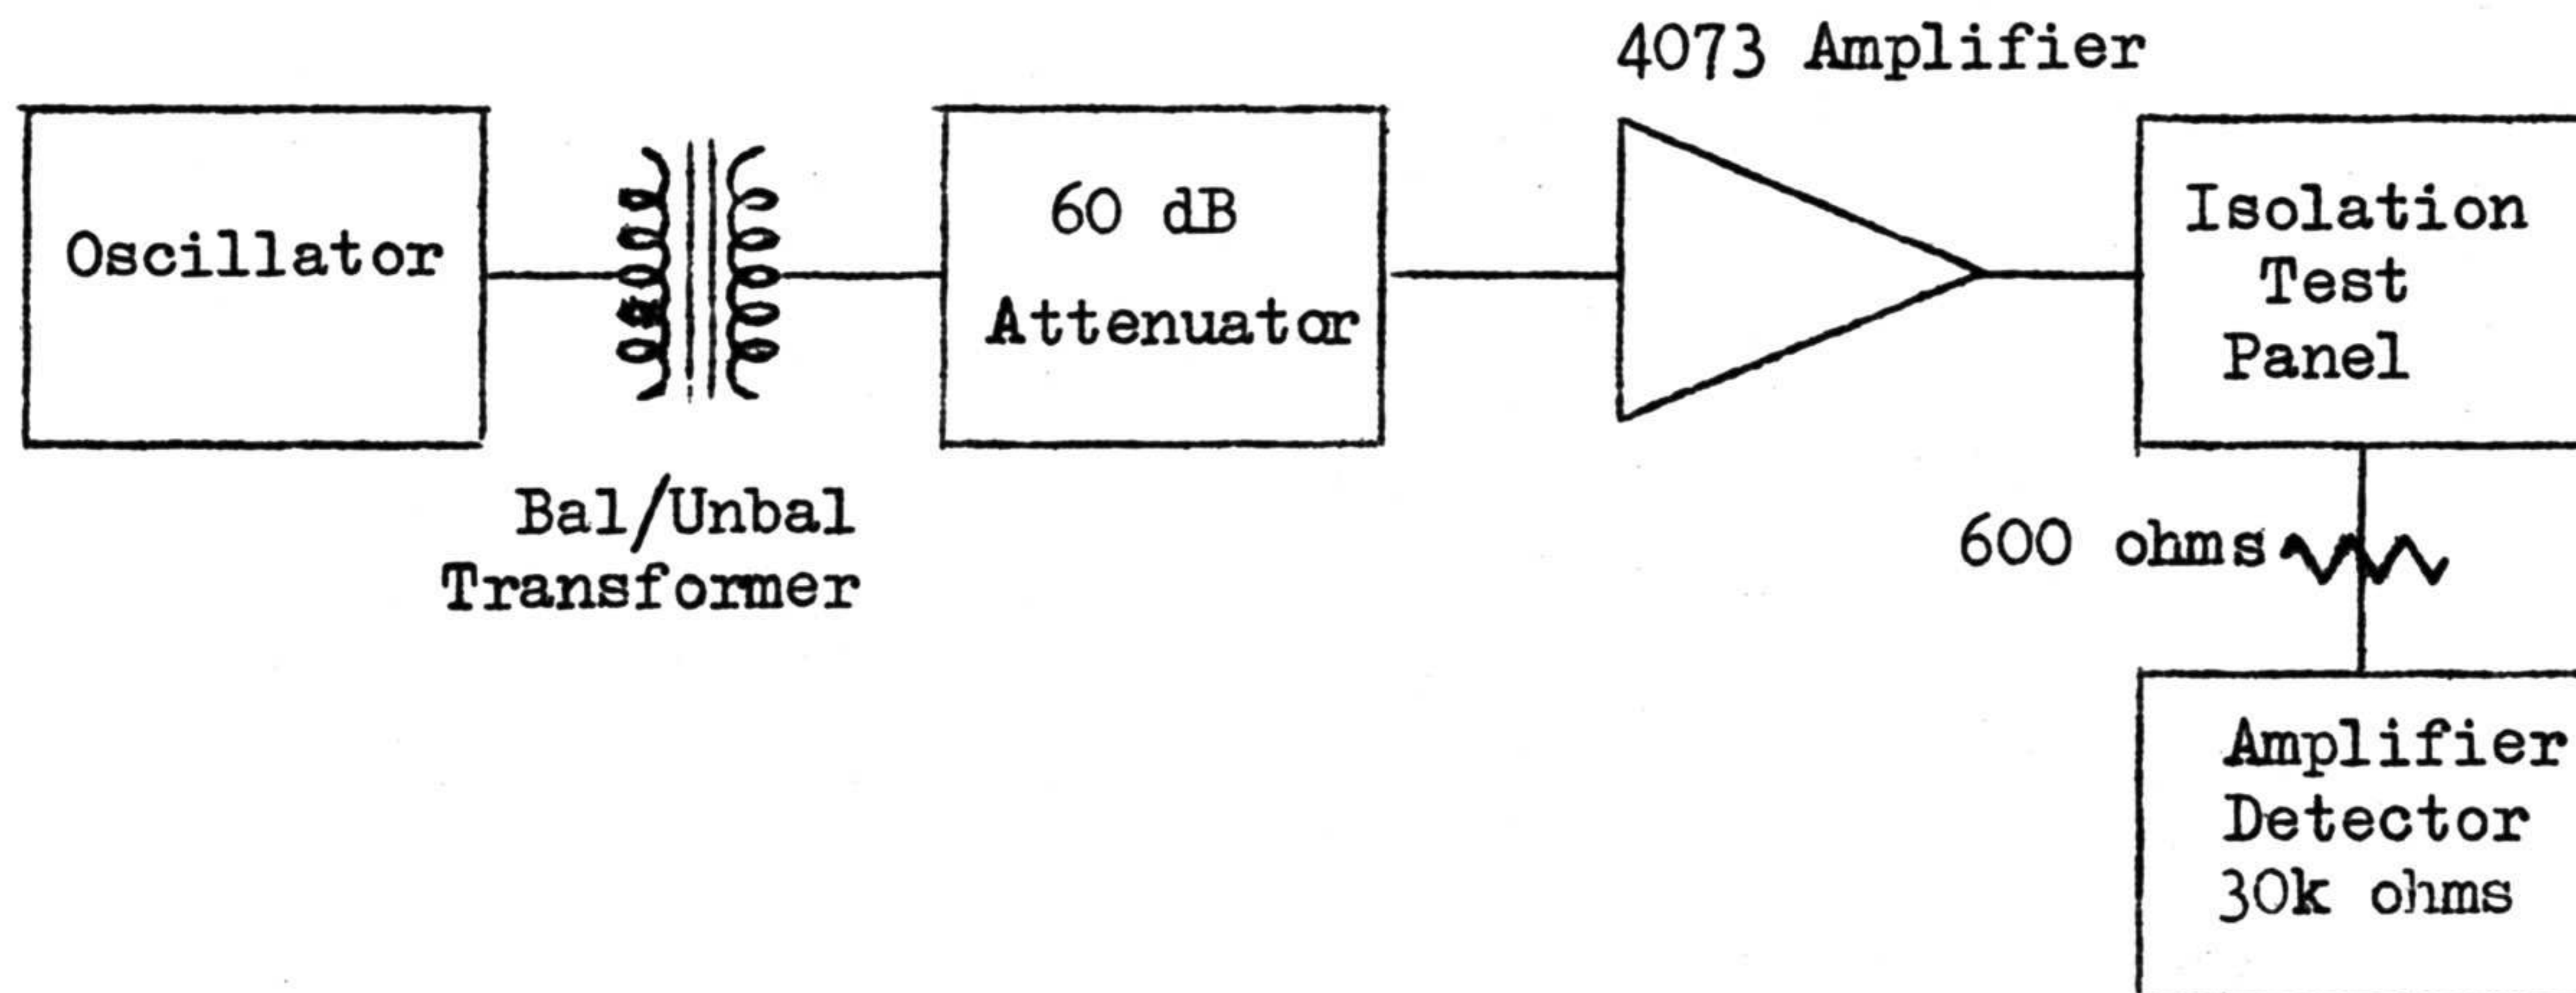 4073 Amplifier
Oscillator
60 dB
Attenuator
Isolation
Test
Panel
Bal/Unbal
Transformer
600 ohms
Amplifier
Detector
30k ohms